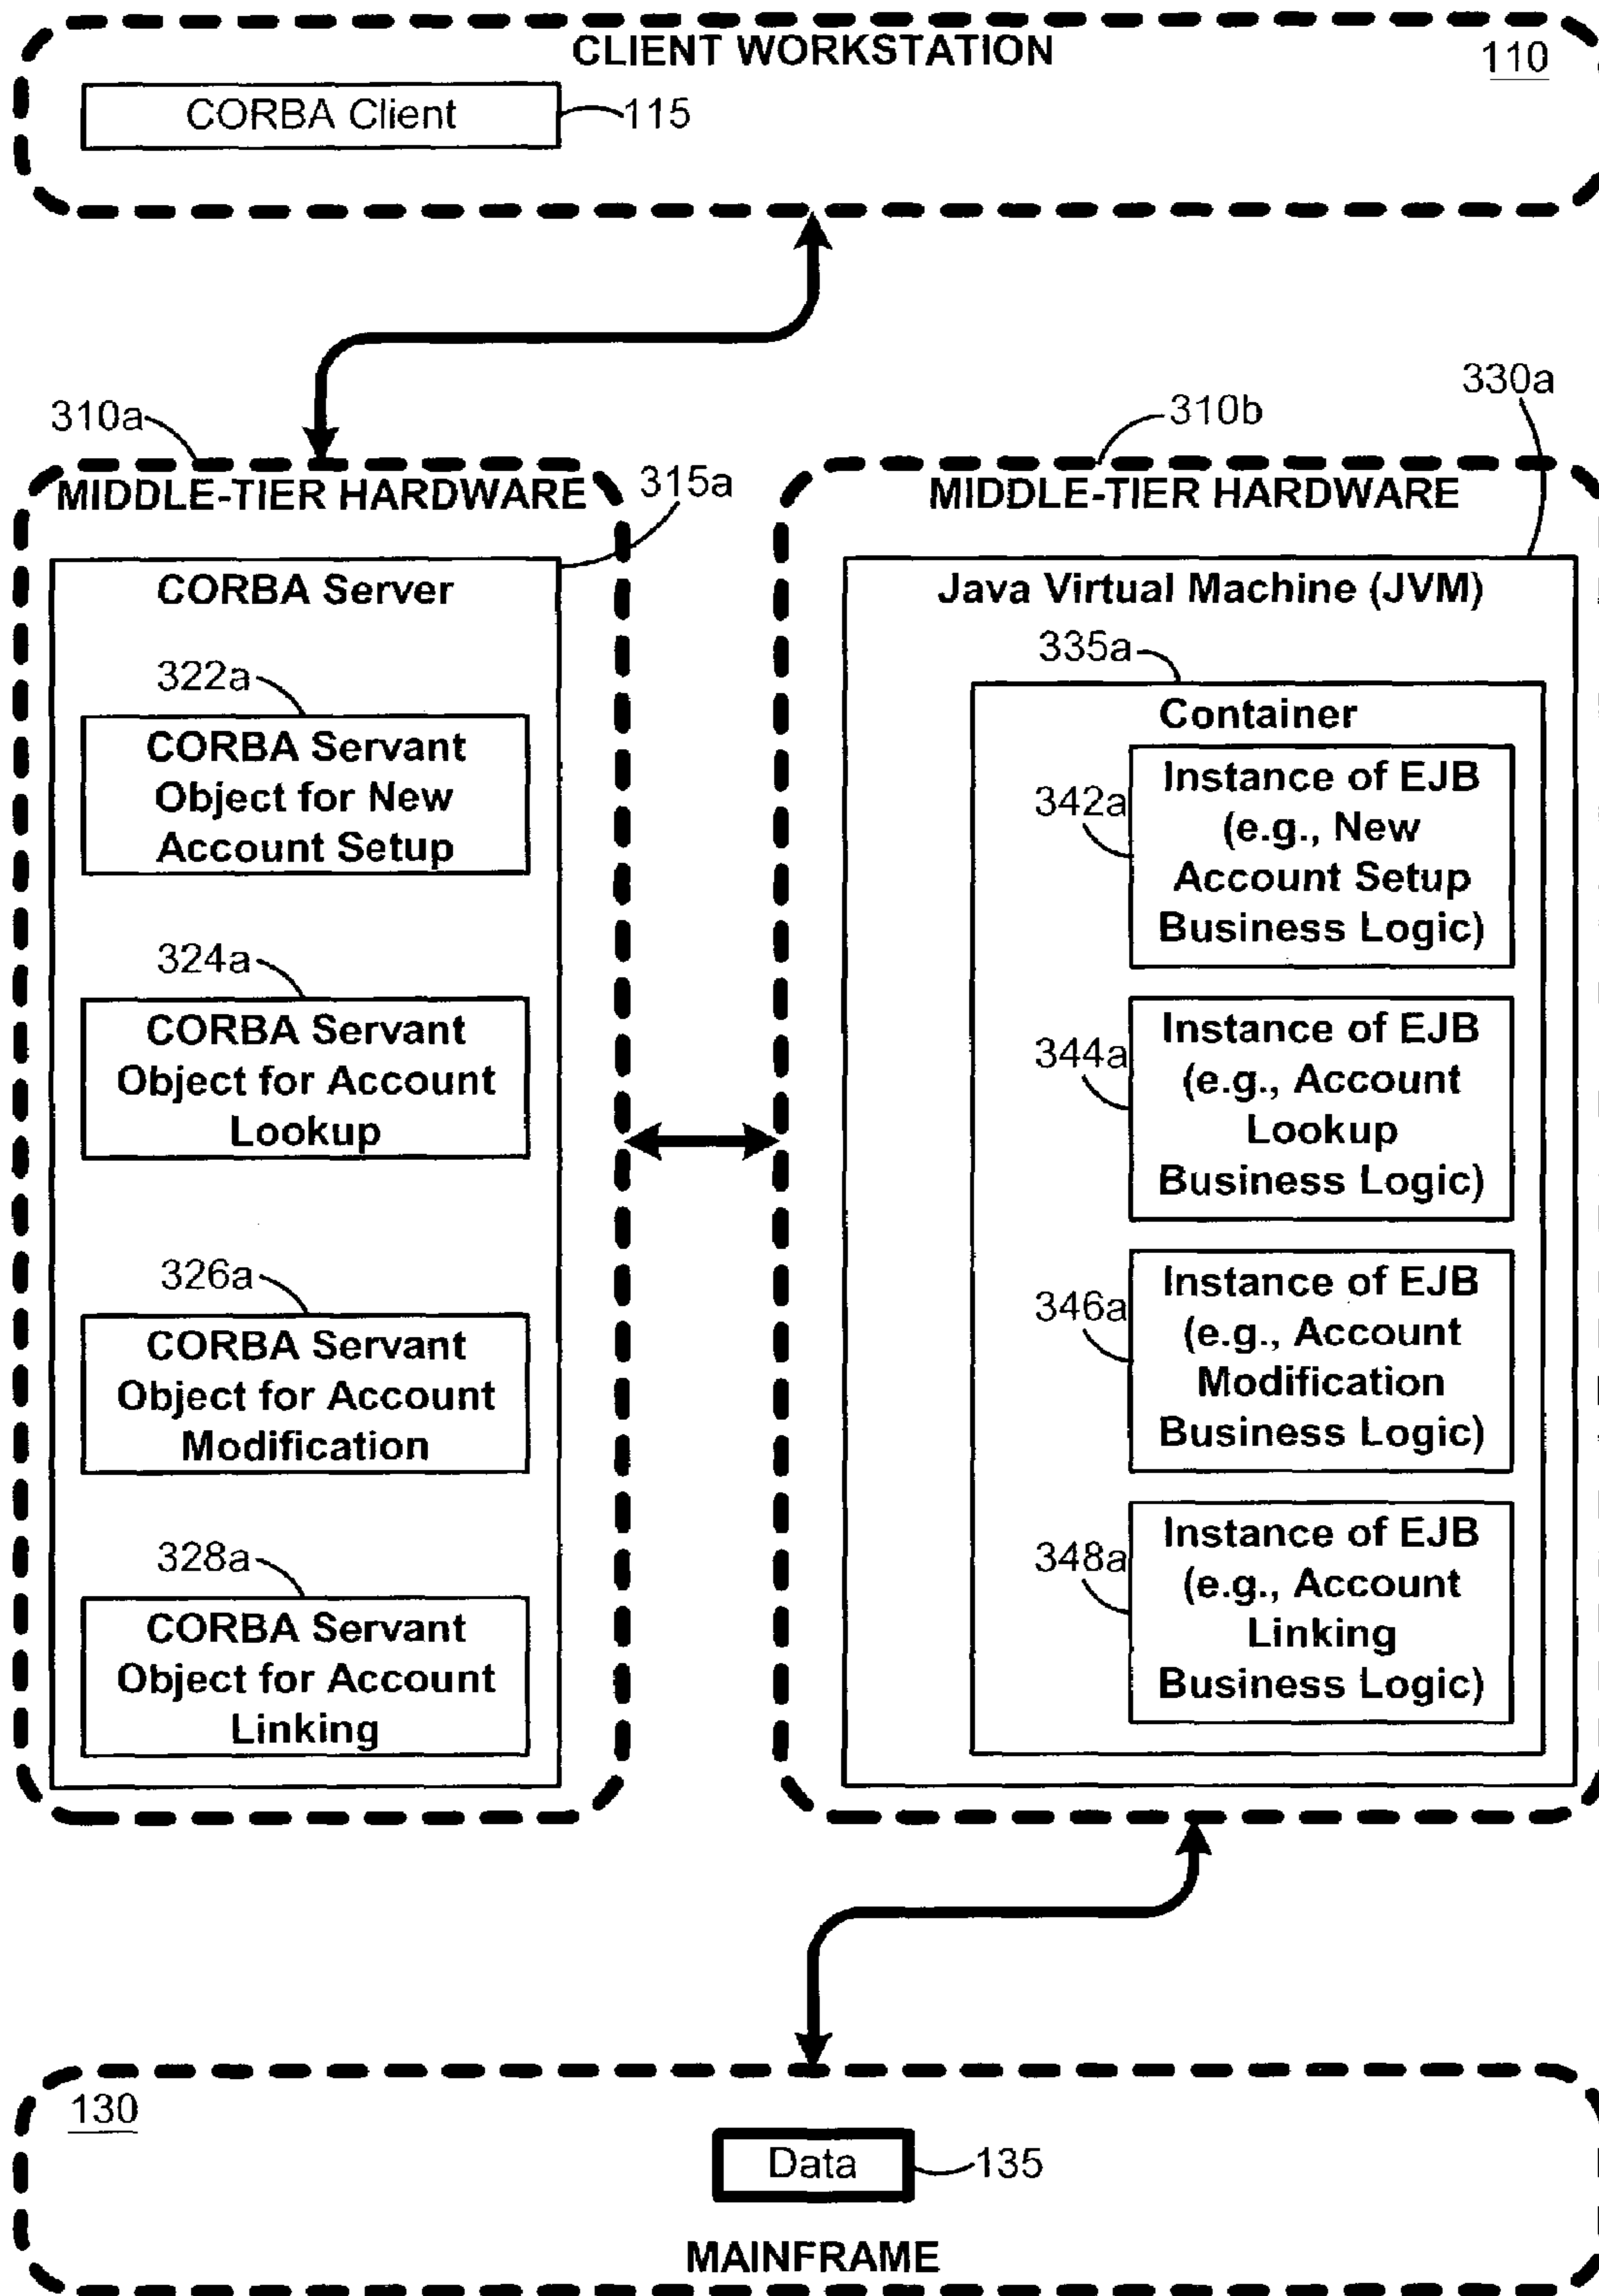 CLIENT WORKSTATION
110
CORBA Client
115
330a
310a
310b
MIDDLE-TIER HARDWARE
315a
MIDDLE-TIER HARDWARE
CORBA Server
322a
CORBA Servant
Object for New
Account Setup
324a
CORBA Servant
Object for Account
Lookup
326a
CORBA Servant
Object for Account
Modification
328a
CORBA Servant
Object for Account
Linking
Java Virtual Machine (JVM)
335a
Container
342a
Instance of EJB
(e.g., New
Account Setup
Business Logic)
344a
Instance of EJB
(e.g., Account
Lookup
Business Logic)
346a
Instance of EJB
(e.g., Account
Modification
Business Logic)
348a
Instance of EJB
(e.g., Account
Linking
Business Logic)
130
Data
135
MAINFRAME